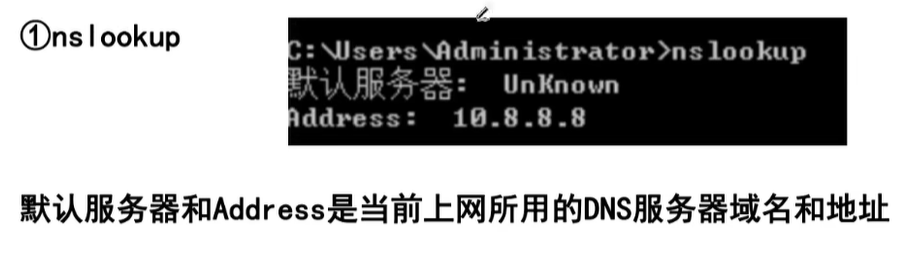 ①nslookup
C:\Users\Administrator>nslookup
默认服务器:  UnKnown
Address:  10.8.8.8
默认服务器和Address是当前上网所用的DNS服务器域名和地址